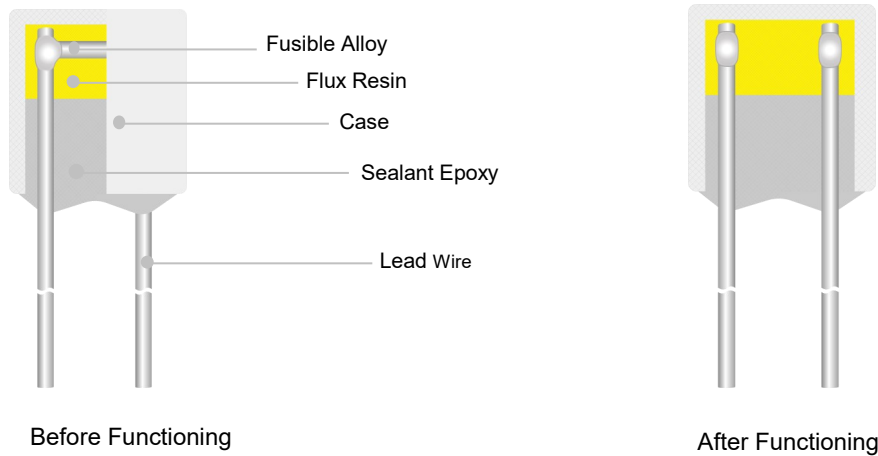 Fusible Alloy
Flux Resin
Case
Sealant Epoxy
Lead Wire
Before Functioning
After Functioning